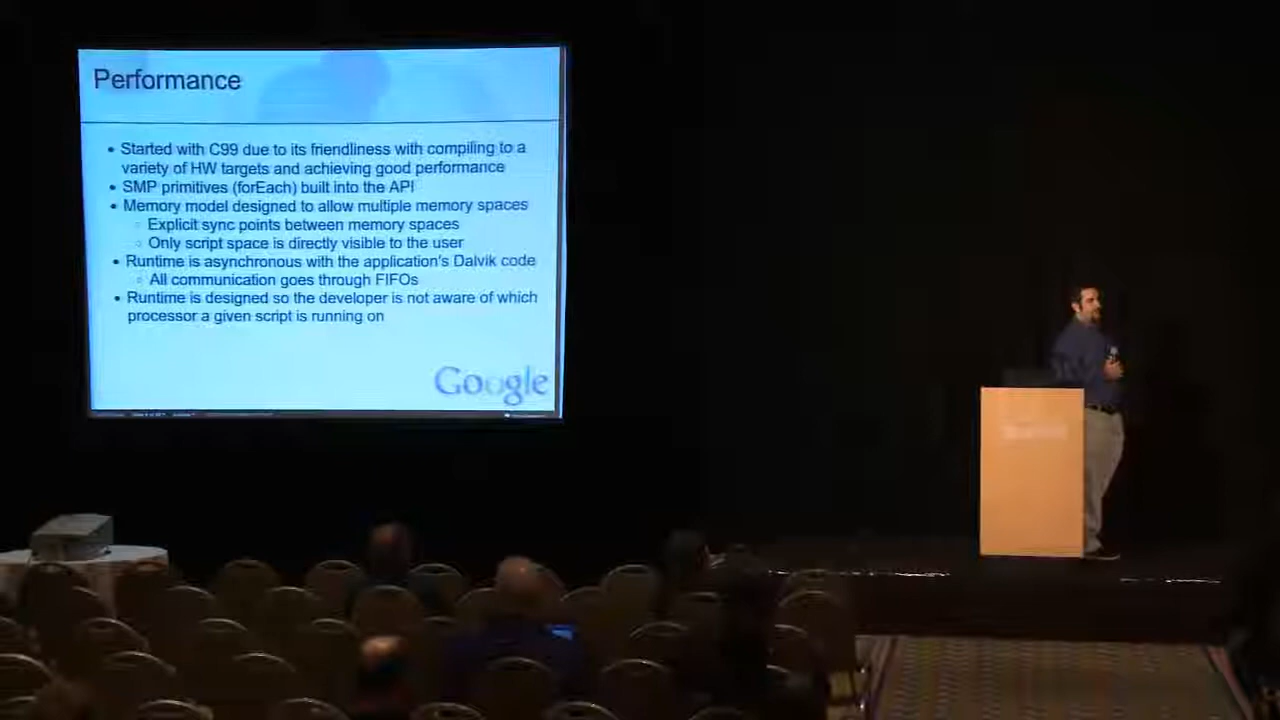 Performance
• Started with C99 due to its friendliness with compiling to a
variety of HW targets and achieving good performance
• SMP primitives (forEach) built into the API
• Memory model designed to allow multiple memory spaces
◦ Explicit sync points between memory spaces
◦ Only script space is directly visible to the user
• Runtime is asynchronous with the application's Dalvik code
◦ All communication goes through FIFOs
• Runtime is designed so the developer is not aware of which
processor a given script is running on
Google